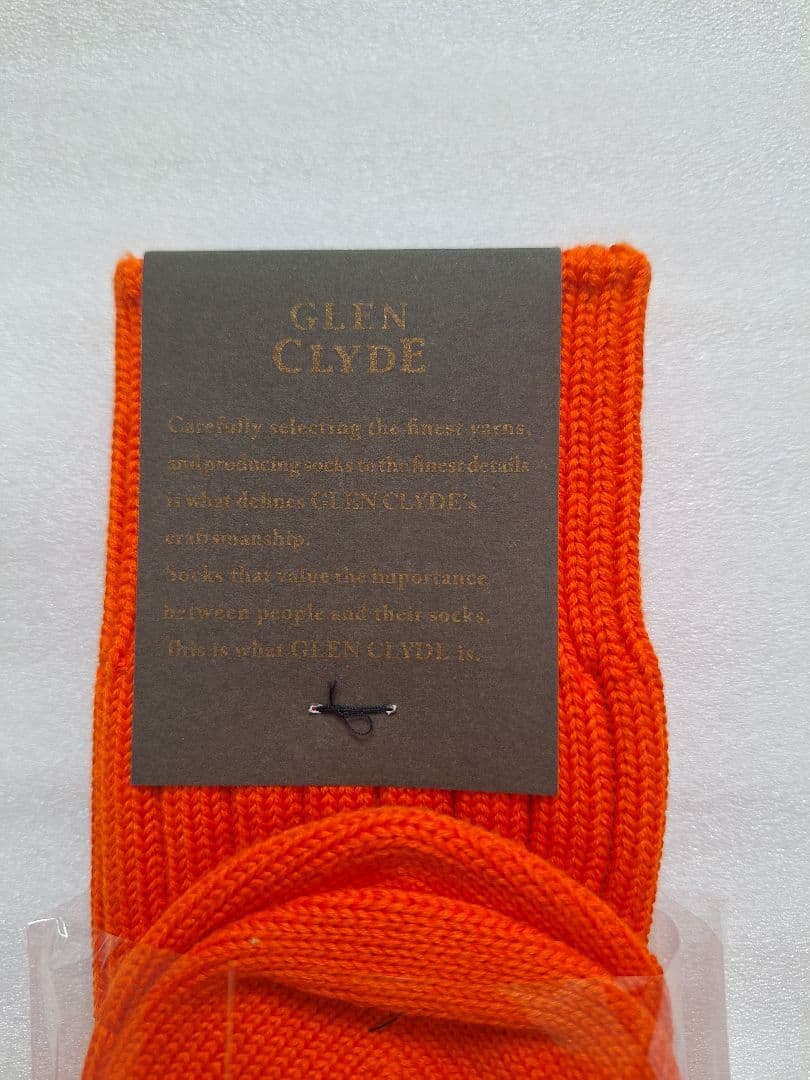 GLEN
CLYDE
Carefully selecting the finest yarns,
and producing socks to the finest details
is what defines GLEN CLYDE's
craftsmanship.
Socks that value the importance
between people and their socks.
This is what GLEN CLYDE is.